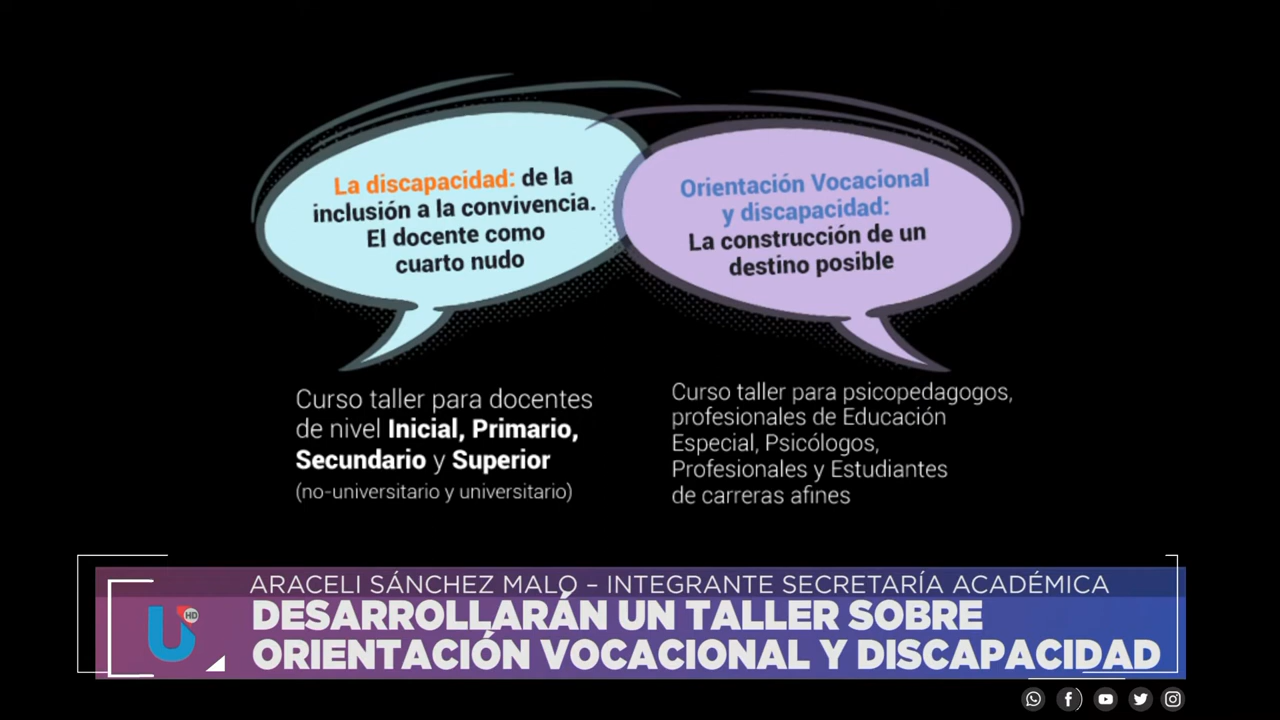 La discapacidad: de la
inclusión a la convivencia.
El docente como
cuarto nudo
Orientación Vocacional
y discapacidad:
La construcción de un
destino posible
Curso taller para docentes
de nivel Inicial, Primario,
Secundario y Superior
(no-universitario y universitario)
Curso taller para psicopedagogos,
profesionales de Educación
Especial, Psicólogos,
Profesionales y Estudiantes
de carreras afines
ARACELI SÁNCHEZ MALO – INTEGRANTE SECRETARÍA ACADÉMICA
DESARROLLARÁN UN TALLER SOBRE
ORIENTACIÓN VOCACIONAL Y DISCAPACIDAD
U HD